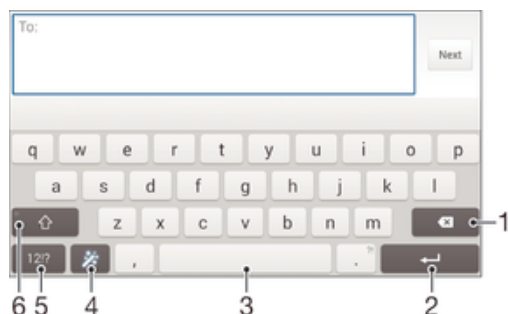 To:
Next
q w e r t y u i o p
a s d f g h j k l
z x c v b n m 1
12!? , . ?!
6 5 4 3 2